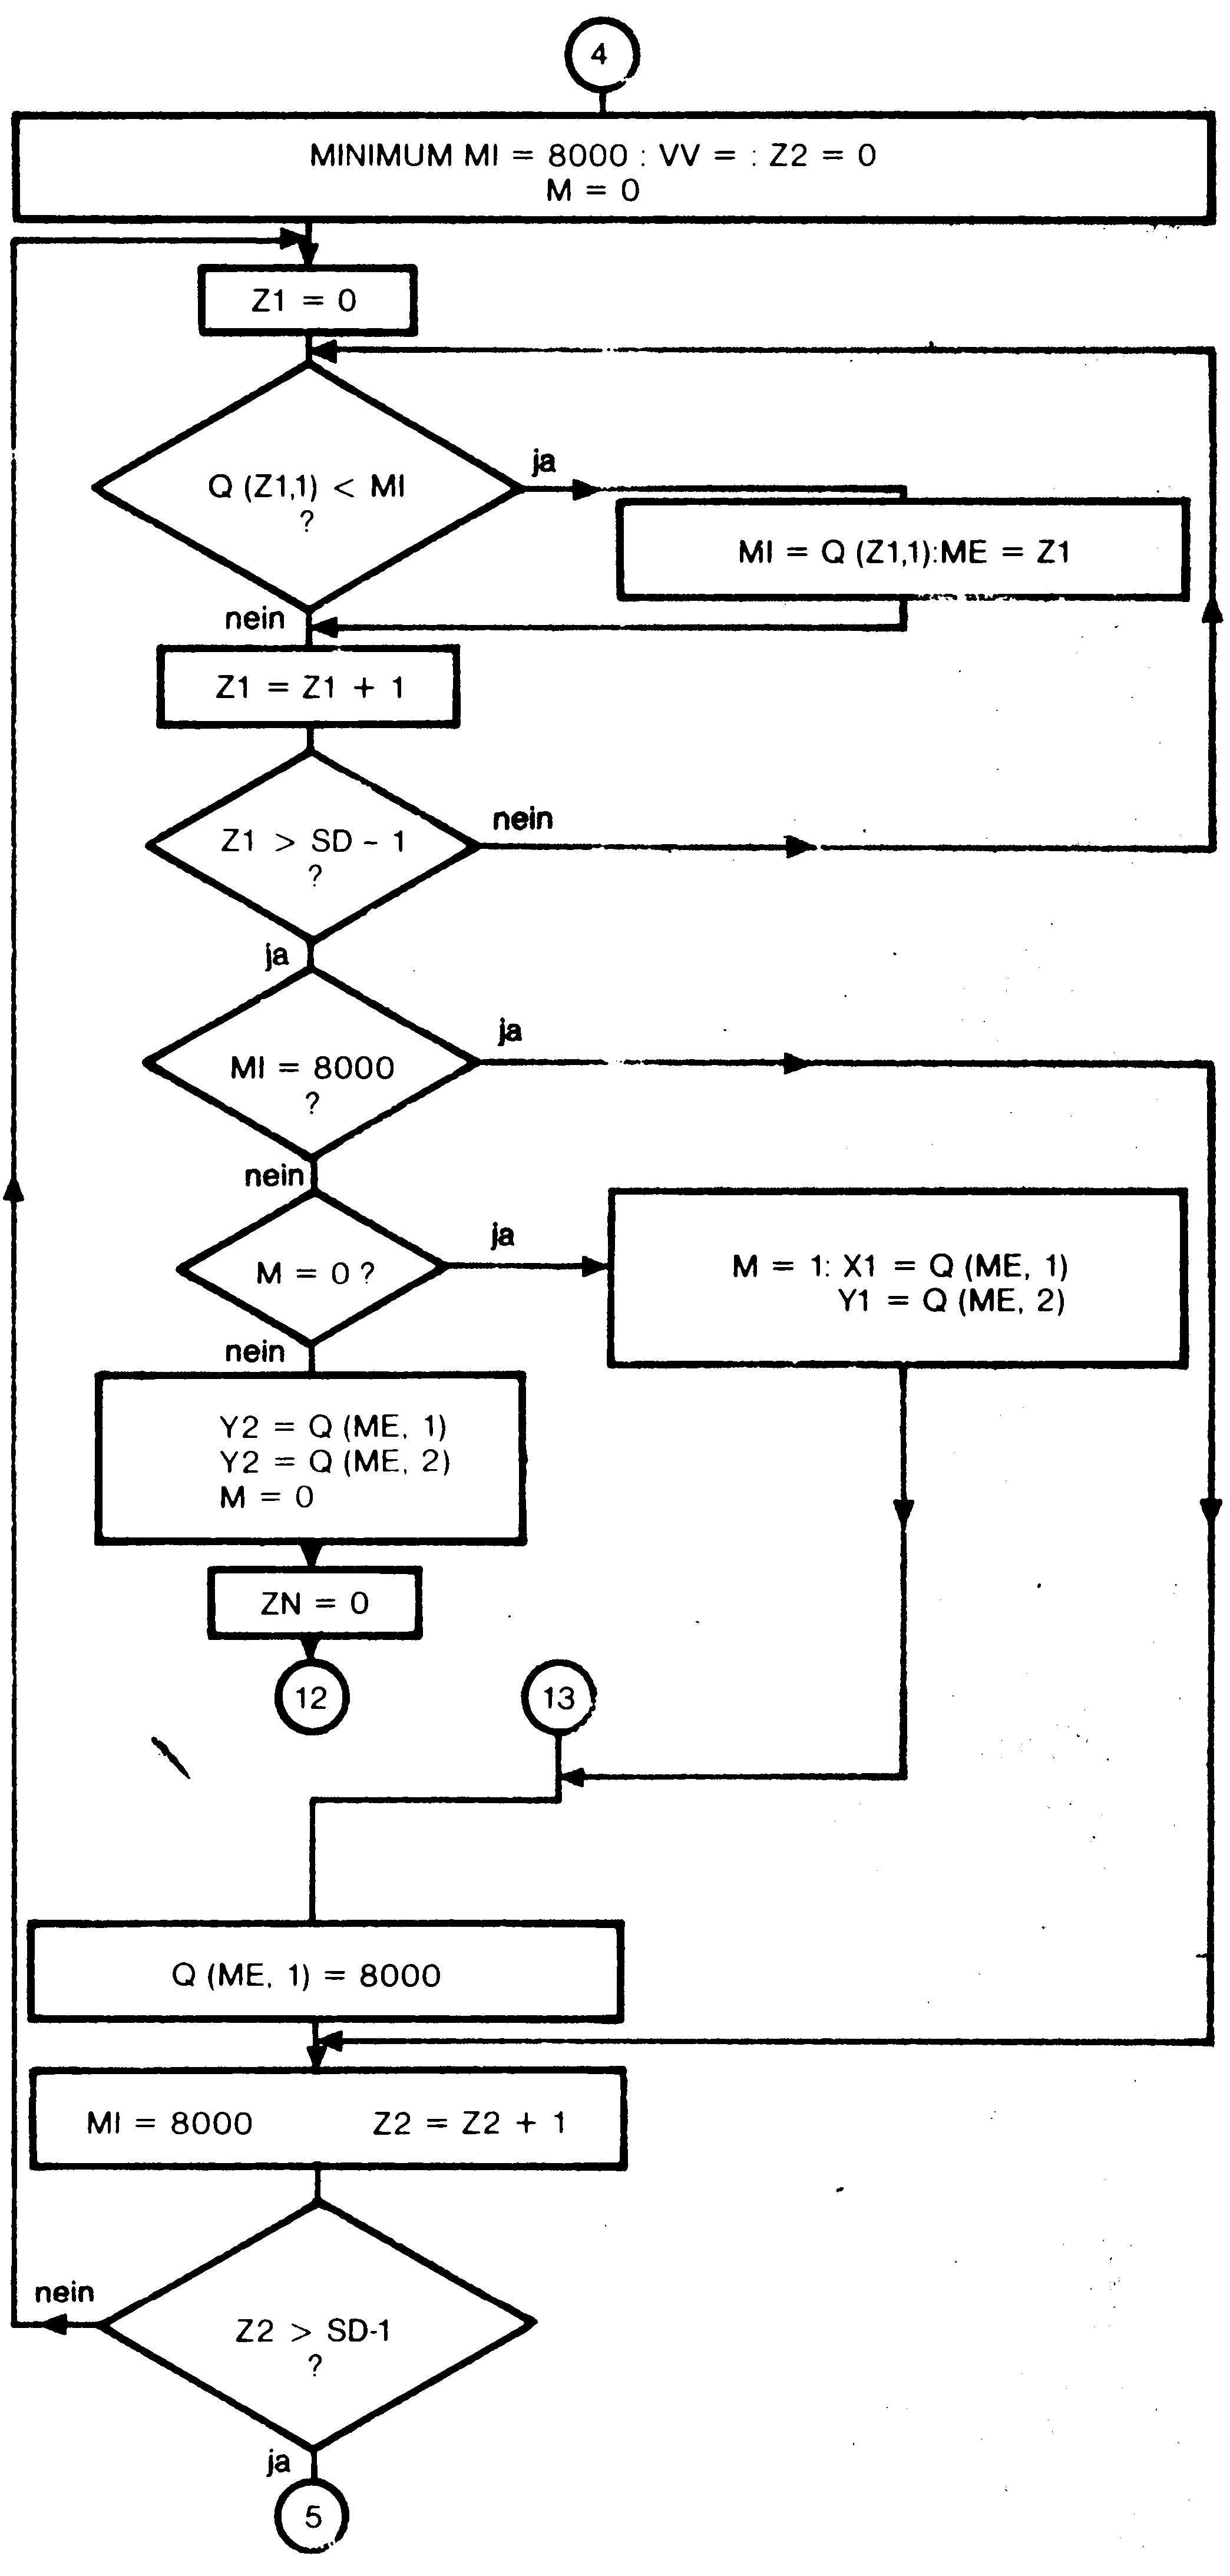 4
MINIMUM MI = 8000 : VV = : Z2 = 0
M = 0
Z1 = 0
Q (Z1,1) < MI
?
ja
MI = Q (Z1,1):ME = Z1
nein
Z1 = Z1 + 1
Z1 > SD - 1
?
nein
ja
MI = 8000
?
ja
nein
M = 0 ?
ja
M = 1: X1 = Q (ME, 1)
Y1 = Q (ME, 2)
nein
Y2 = Q (ME, 1)
Y2 = Q (ME, 2)
M = 0
ZN = 0
12
13
Q (ME, 1) = 8000
MI = 8000 Z2 = Z2 + 1
nein
Z2 > SD-1
?
ja
5